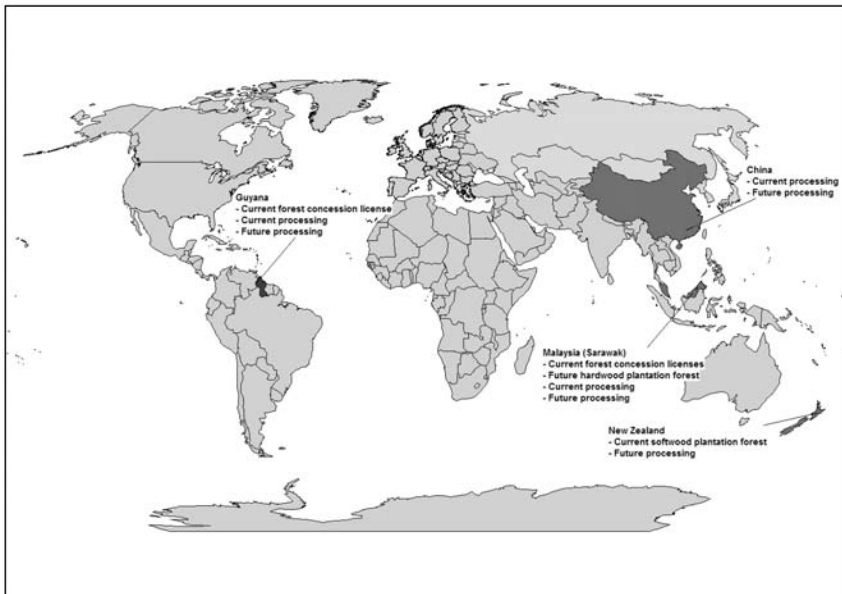 Guyana
- Current forest concession license
- Current processing
- Future processing
China
- Current processing
- Future processing
Malaysia (Sarawak)
- Current forest concession licenses
- Future hardwood plantation forest
- Current processing
- Future processing
New Zealand
- Current softwood plantation forest
- Future processing